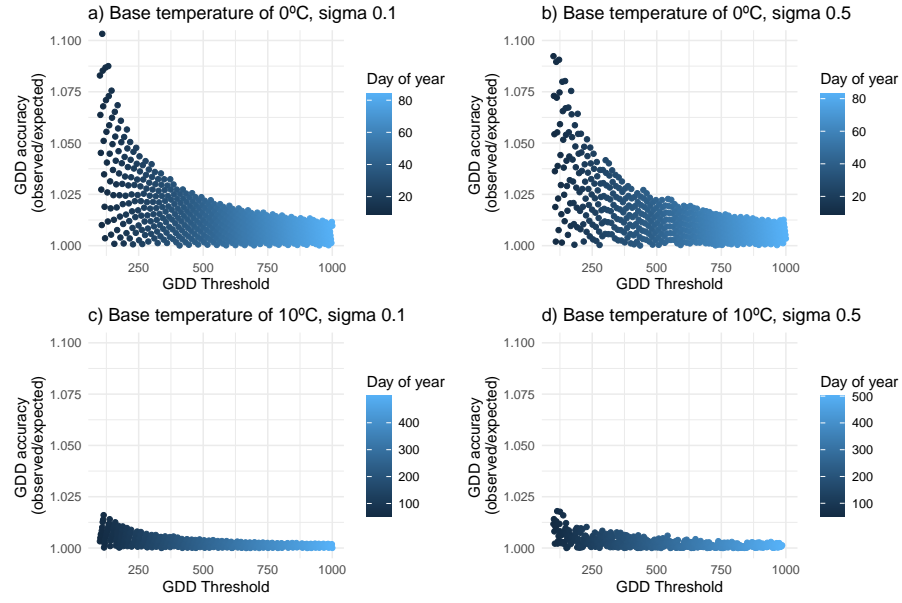 a) Base temperature of 0ºC, sigma 0.1
1.100
1.075
1.050
1.025
1.000
GDD accuracy
(observed/expected)
250
500
750
1000
GDD Threshold
Day of year
80
60
40
20
b) Base temperature of 0ºC, sigma 0.5
1.100
1.075
1.050
1.025
1.000
GDD accuracy
(observed/expected)
250
500
750
1000
GDD Threshold
Day of year
80
60
40
20
c) Base temperature of 10ºC, sigma 0.1
1.100
1.075
1.050
1.025
1.000
GDD accuracy
(observed/expected)
250
500
750
1000
GDD Threshold
Day of year
400
300
200
100
d) Base temperature of 10ºC, sigma 0.5
1.100
1.075
1.050
1.025
1.000
GDD accuracy
(observed/expected)
250
500
750
1000
GDD Threshold
Day of year
500
400
300
200
100